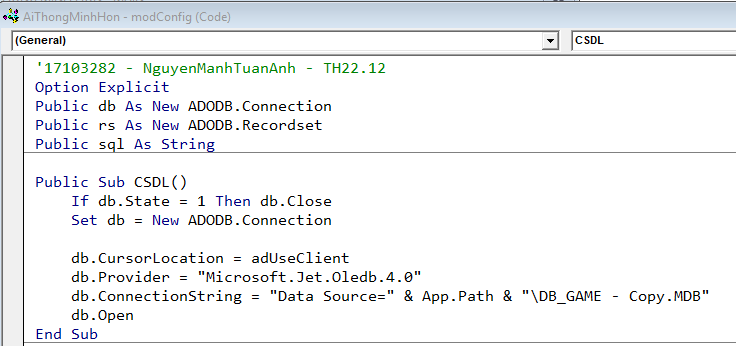 AiThongMinhHon - modConfig (Code)
(General)
CSDL
'17103282 - NguyenManhTuanAnh - TH22.12
Option Explicit
Public db As New ADODB.Connection
Public rs As New ADODB.Recordset
Public sql As String
Public Sub CSDL()
If db.State = 1 Then db.Close
Set db = New ADODB.Connection
db.CursorLocation = adUseClient
db.Provider = "Microsoft.Jet.Oledb.4.0"
db.ConnectionString = "Data Source=" & App.Path & "\DB_GAME - Copy.MDB"
db.Open
End Sub